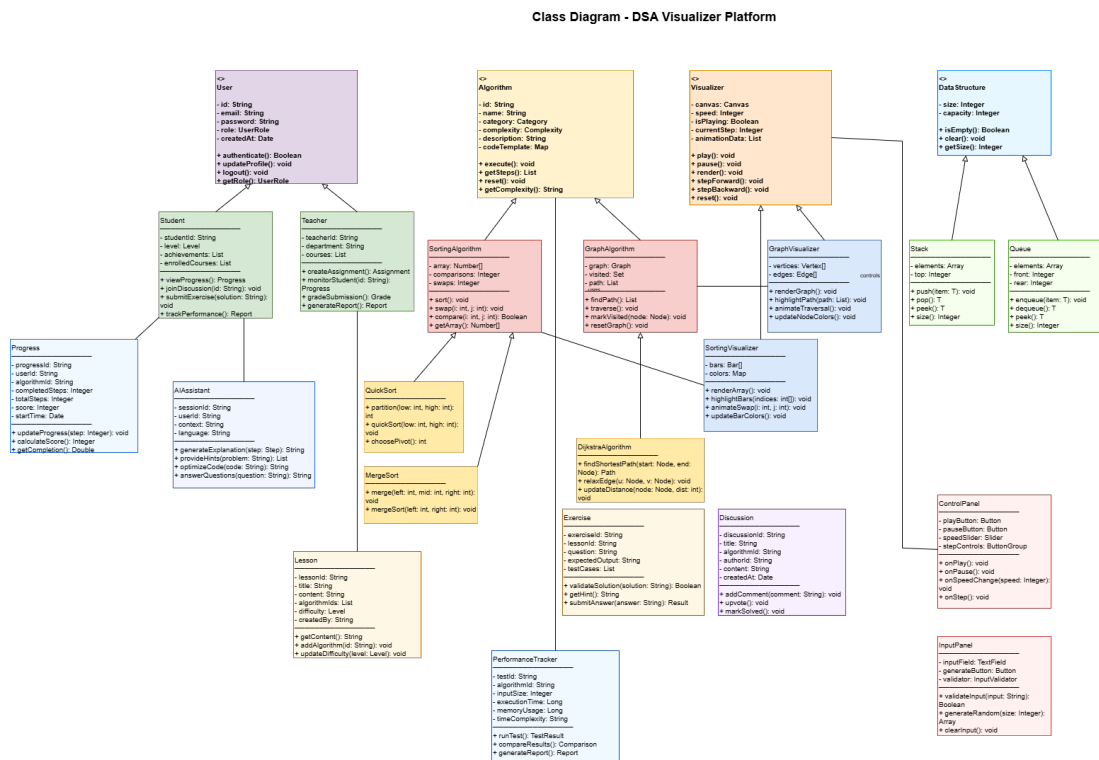 Class Diagram - DSA Visualizer Platform
<>
User
- id: String
- email: String
- password: String
- role: UserRole
- createdAt: Date
+ authenticate(): Boolean
+ updateProfile(): void
+ logout(): void
+ getRole(): UserRole
<>
Algorithm
- id: String
- name: String
- category: Category
- complexity: Complexity
- description: String
- codeTemplate: Map
+ execute(): void
+ getSteps(): List
+ reset(): void
+ getComplexity(): String
<>
Visualizer
- canvas: Canvas
- speed: Integer
- isPlaying: Boolean
- currentStep: Integer
- animationData: List
+ play(): void
+ pause(): void
+ render(): void
+ stepForward(): void
+ stepBackward(): void
+ reset(): void
<>
DataStructure
- size: Integer
- capacity: Integer
+ isEmpty(): Boolean
+ clear(): void
+ getSize(): Integer
Student
- studentId: String
- level: Level
- achievements: List
- enrolledCourses: List
+ viewProgress(): Progress
+ joinDiscussion(id: String): void
+ submitExercise(solution: String):
void
+ trackPerformance(): Report
Teacher
- teacherId: String
- department: String
- courses: List
+ createAssignment(): Assignment
+ monitorStudent(id: String):
Progress
+ gradeSubmission(): Grade
+ generateReport(): Report
SortingAlgorithm
- array: Number[]
- comparisons: Integer
- swaps: Integer
+ sort(): void
+ swap(i: int, j: int): void
+ compare(i: int, j: int): Boolean
+ getArray(): Number[]
GraphAlgorithm
- graph: Graph
- visited: Set
- path: List
uses
+ findPath(): List
+ traverse(): void
+ markVisited(node: Node): void
+ resetGraph(): void
GraphVisualizer
- vertices: Vertex[]
- edges: Edge[]
controls
+ renderGraph(): void
+ highlightPath(path: List): void
+ animateTraversal(): void
+ updateNodeColors(): void
Stack
- elements: Array
- top: Integer
+ push(item: T): void
+ pop(): T
+ peek(): T
+ size(): Integer
Queue
- elements: Array
- front: Integer
- rear: Integer
+ enqueue(item: T): void
+ dequeue(): T
+ peek(): T
+ size(): Integer
Progress
- progressId: String
- userId: String
- algorithmId: String
- completedSteps: Integer
- totalSteps: Integer
- score: Integer
- startTime: Date
+ updateProgress(step: Integer): void
+ calculateScore(): Integer
+ getCompletion(): Double
AIAssistant
- sessionId: String
- userId: String
- context: String
- language: String
+ generateExplanation(step: Step): String
+ provideHints(problem: String): List
+ optimizeCode(code: String): String
+ answerQuestions(question: String): String
QuickSort
+ partition(low: int, high: int):
int
+ quickSort(low: int, high: int):
void
+ choosePivot(): int
MergeSort
+ merge(left: int, mid: int, right: int):
void
+ mergeSort(left: int, right: int): void
SortingVisualizer
- bars: Bar[]
- colors: Map
+ renderArray(): void
+ highlightBars(indices: int[]): void
+ animateSwap(i: int, j: int): void
+ updateBarColors(): void
DijkstraAlgorithm
+ findShortestPath(start: Node, end:
Node): Path
+ relaxEdge(u: Node, v: Node): void
+ updateDistance(node: Node, dist: int):
void
Exercise
- exerciseId: String
- lessonId: String
- question: String
- expectedOutput: String
- testCases: List
+ validateSolution(solution: String): Boolean
+ getHint(): String
+ submitAnswer(answer: String): Result
Discussion
- discussionId: String
- title: String
- algorithmId: String
- authorId: String
- content: String
- createdAt: Date
+ addComment(comment: String): void
+ upvote(): void
+ markSolved(): void
ControlPanel
- playButton: Button
- pauseButton: Button
- speedSlider: Slider
- stepControls: ButtonGroup
+ onPlay(): void
+ onPause(): void
+ onSpeedChange(speed: Integer):
void
+ onStep(): void
Lesson
- lessonId: String
- title: String
- content: String
- algorithmIds: List
- difficulty: Level
- createdBy: String
+ getContent(): String
+ addAlgorithm(id: String): void
+ updateDifficulty(level: Level): void
PerformanceTracker
- testId: String
- algorithmId: String
- inputSize: Integer
- executionTime: Long
- memoryUsage: Long
- timeComplexity: String
+ runTest(): TestResult
+ compareResults(): Comparison
+ generateReport(): Report
InputPanel
- inputField: TextField
- generateButton: Button
- validator: InputValidator
+ validateInput(input: String):
Boolean
+ generateRandom(size: Integer):
Array
+ clearInput(): void